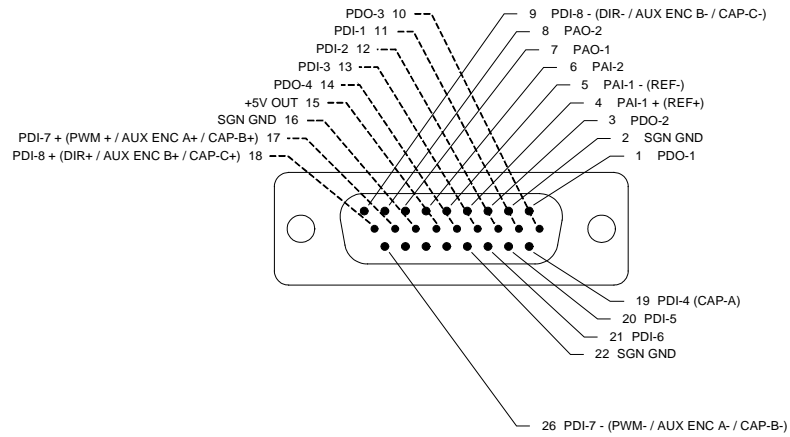 PDO-3 10
PDI-1 11
PDI-2 12
PDI-3 13
PDO-4 14
+5V OUT 15
SGN GND 16
PDI-7 + (PWM + / AUX ENC A+ / CAP-B+) 17
PDI-8 + (DIR+ / AUX ENC B+ / CAP-C+) 18
9 PDI-8 - (DIR- / AUX ENC B- / CAP-C-)
8 PAO-2
7 PAO-1
6 PAI-2
5 PAI-1 - (REF-)
4 PAI-1 + (REF+)
3 PDO-2
2 SGN GND
1 PDO-1
19 PDI-4 (CAP-A)
20 PDI-5
21 PDI-6
22 SGN GND
26 PDI-7 - (PWM- / AUX ENC A- / CAP-B-)